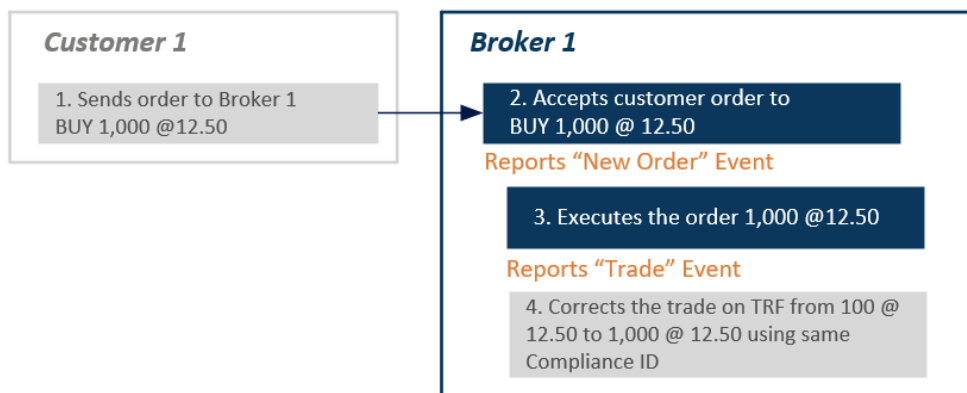 Customer 1
1. Sends order to Broker 1
BUY 1,000 @12.50
Broker 1
2. Accepts customer order to
BUY 1,000 @ 12.50
Reports “New Order” Event
3. Executes the order 1,000 @12.50
Reports “Trade” Event
4. Corrects the trade on TRF from 100 @
12.50 to 1,000 @ 12.50 using same
Compliance ID